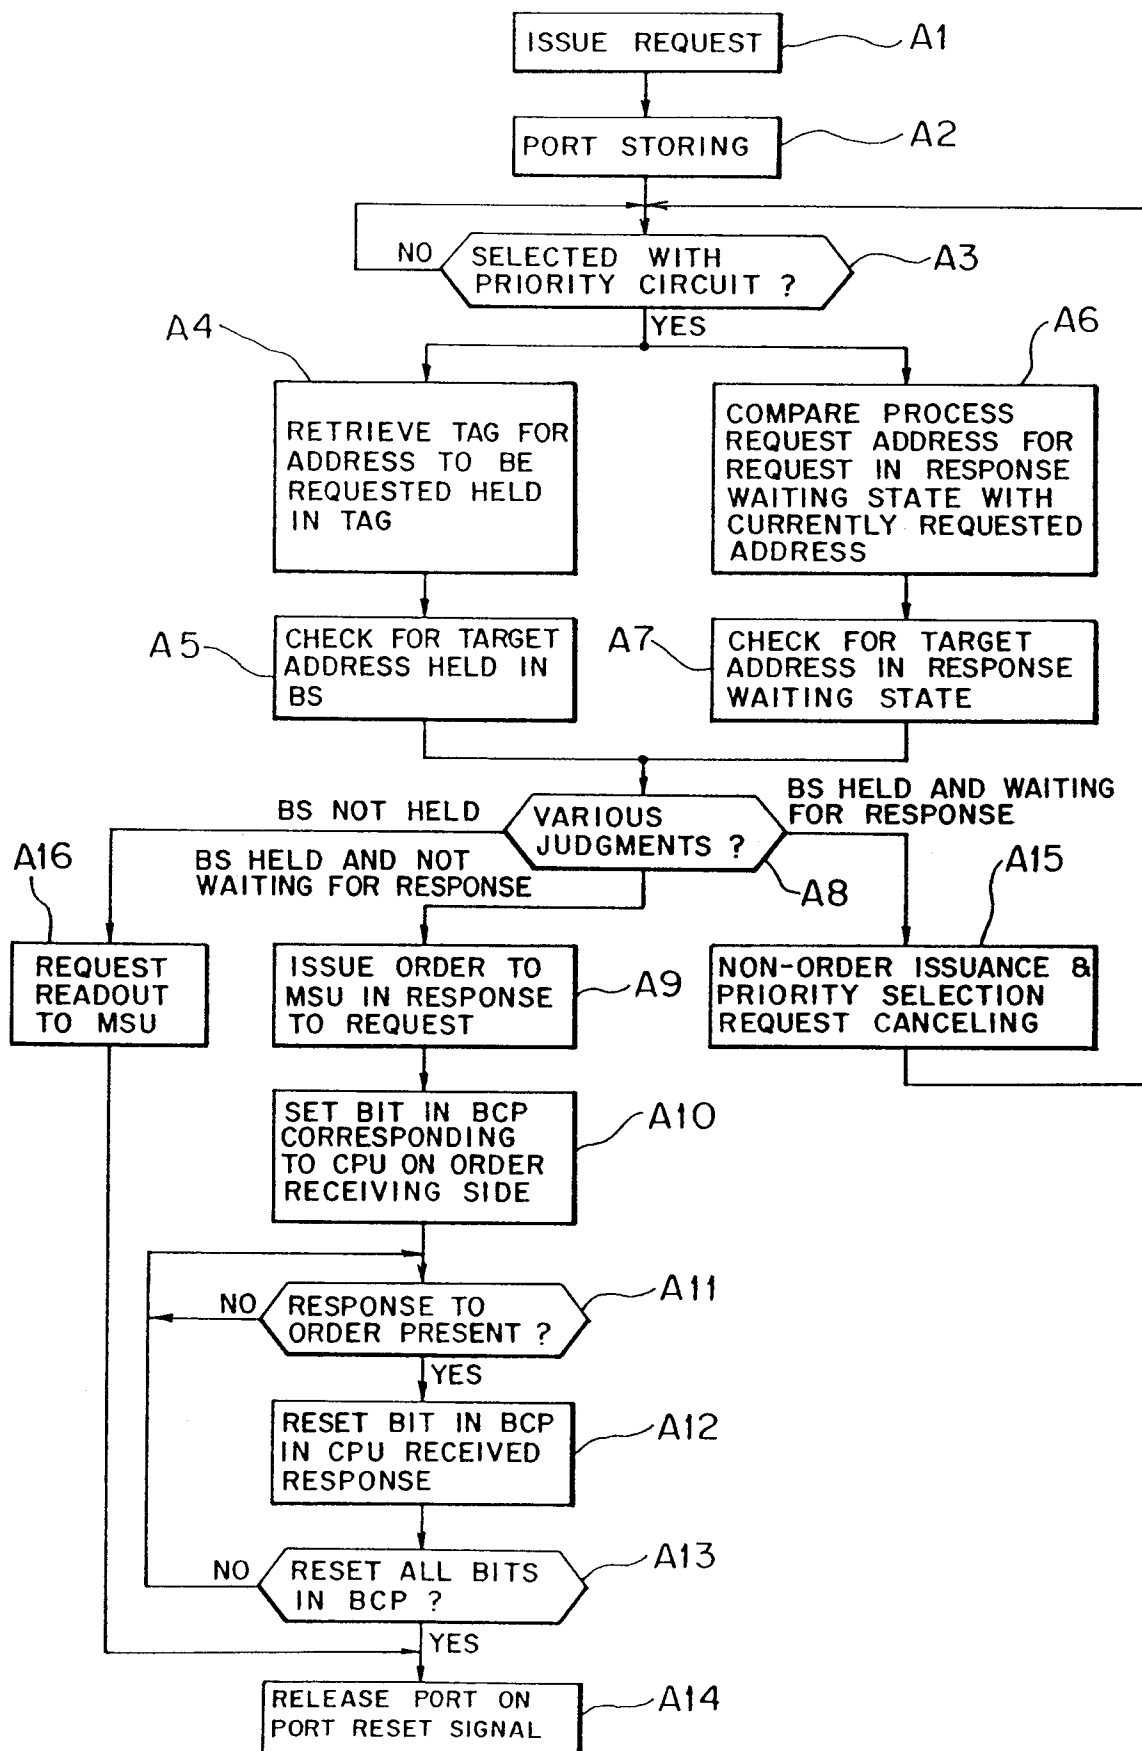 ISSUE REQUEST
A1
PORT STORING
A2
SELECTED WITH
PRIORITY CIRCUIT ?
A3
NO
YES
A4
RETRIEVE TAG FOR
ADDRESS TO BE
REQUESTED HELD
IN TAG
A6
COMPARE PROCESS
REQUEST ADDRESS FOR
REQUEST IN RESPONSE
WAITING STATE WITH
CURRENTLY REQUESTED
ADDRESS
A5
CHECK FOR TARGET
ADDRESS HELD IN
BS
A7
CHECK FOR TARGET
ADDRESS IN RESPONSE
WAITING STATE
VARIOUS
JUDGMENTS ?
A8
BS NOT HELD
BS HELD AND NOT
WAITING FOR RESPONSE
BS HELD AND WAITING
FOR RESPONSE
A16
REQUEST
READOUT
TO MSU
ISSUE ORDER TO
MSU IN RESPONSE
TO REQUEST
A9
A15
NON-ORDER ISSUANCE &
PRIORITY SELECTION
REQUEST CANCELING
SET BIT IN BCP
CORRESPONDING
TO CPU ON ORDER
RECEIVING SIDE
A10
NO
RESPONSE TO
ORDER PRESENT ?
A11
YES
RESET BIT IN BCP
IN CPU RECEIVED
RESPONSE
A12
NO
RESET ALL BITS
IN BCP ?
A13
YES
RELEASE PORT ON
PORT RESET SIGNAL
A14